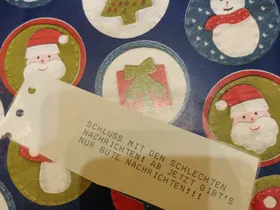 SCHLUSS MIT DEN SCHLECHTEN
NACHRICHTEN! AB JETZT GIBT'S
NUR GUTE NACHRICHTEN!!!